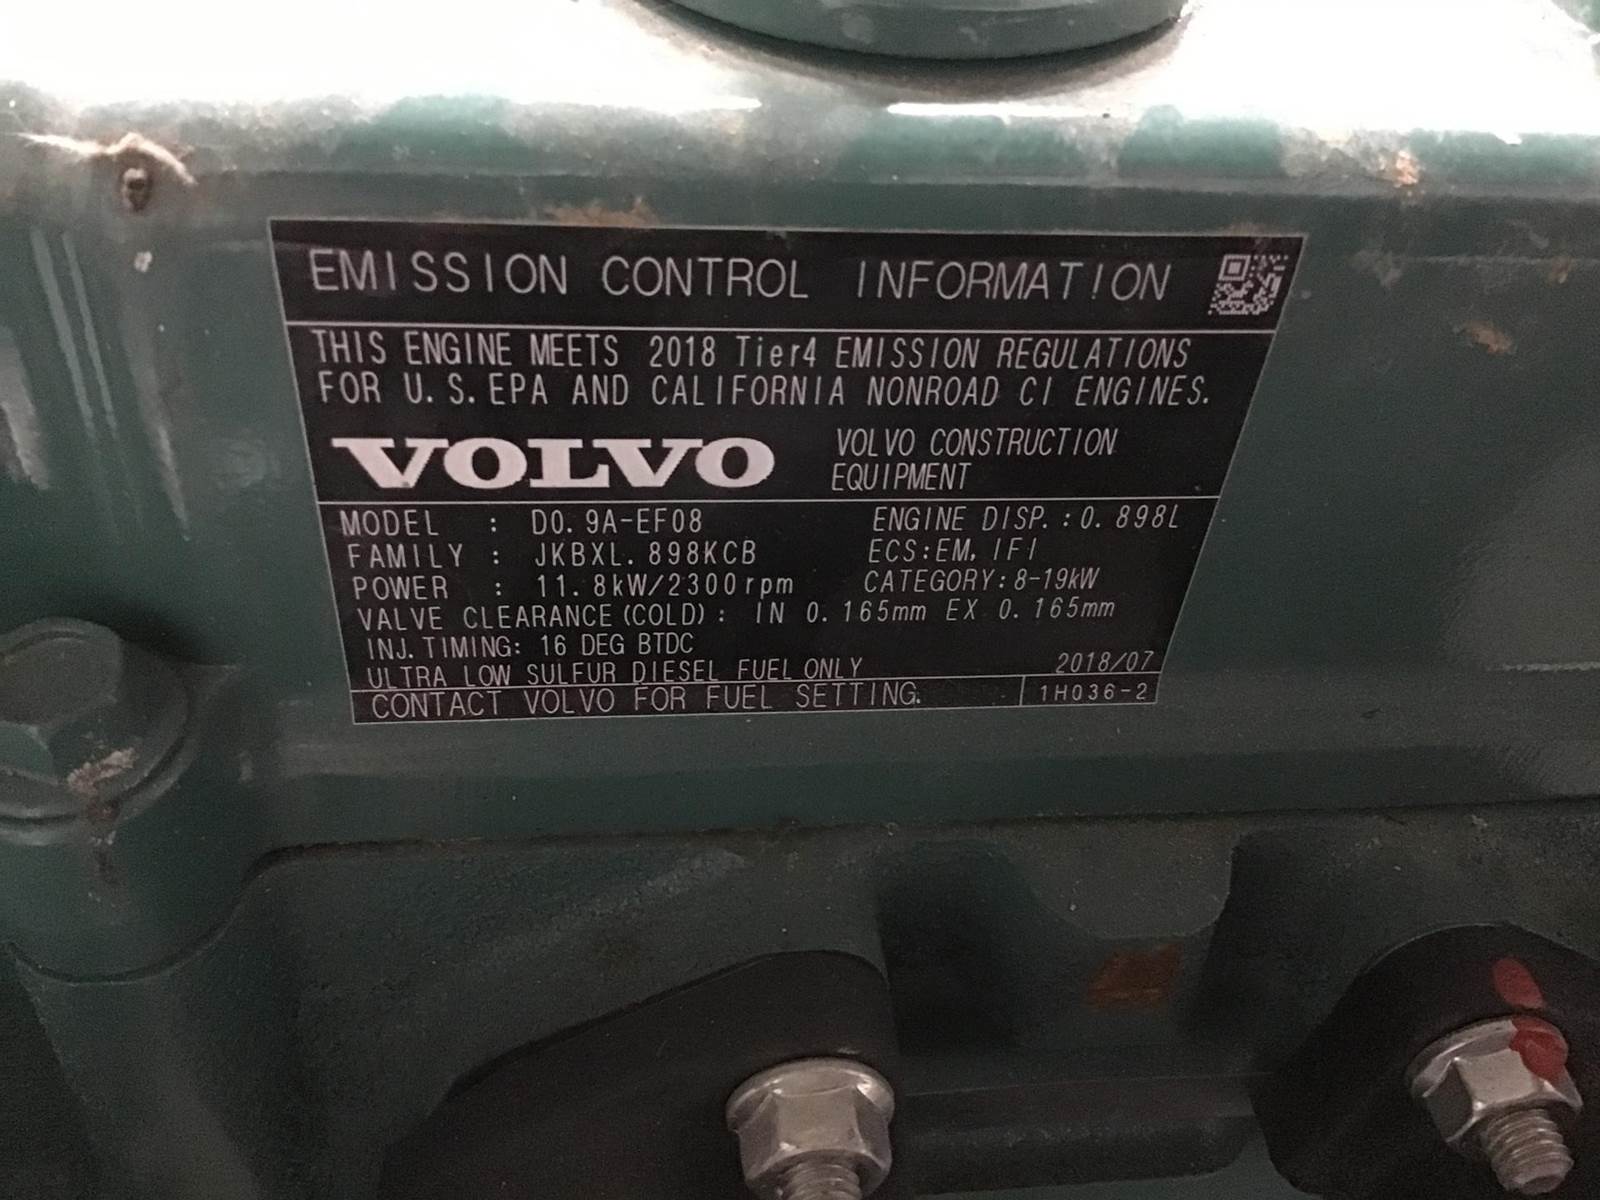 EMISSION CONTROL INFORMATION
THIS ENGINE MEETS 2018 Tier4 EMISSION REGULATIONS
FOR U.S.EPA AND CALIFORNIA NONROAD CI ENGINES.
VOLVO
VOLVO CONSTRUCTION
EQUIPMENT
MODEL : D0.9A-EF08 ENGINE DISP.:0.898L
FAMILY : JKBXL.898KCB ECS:EM, IFI
POWER : 11.8kW/2300rpm CATEGORY:8-19kW
VALVE CLEARANCE(COLD): IN 0.165mm EX 0.165mm
INJ.TIMING: 16 DEG BTDC
ULTRA LOW SULFUR DIESEL FUEL ONLY 2018/07
CONTACT VOLVO FOR FUEL SETTING. 1H036-2